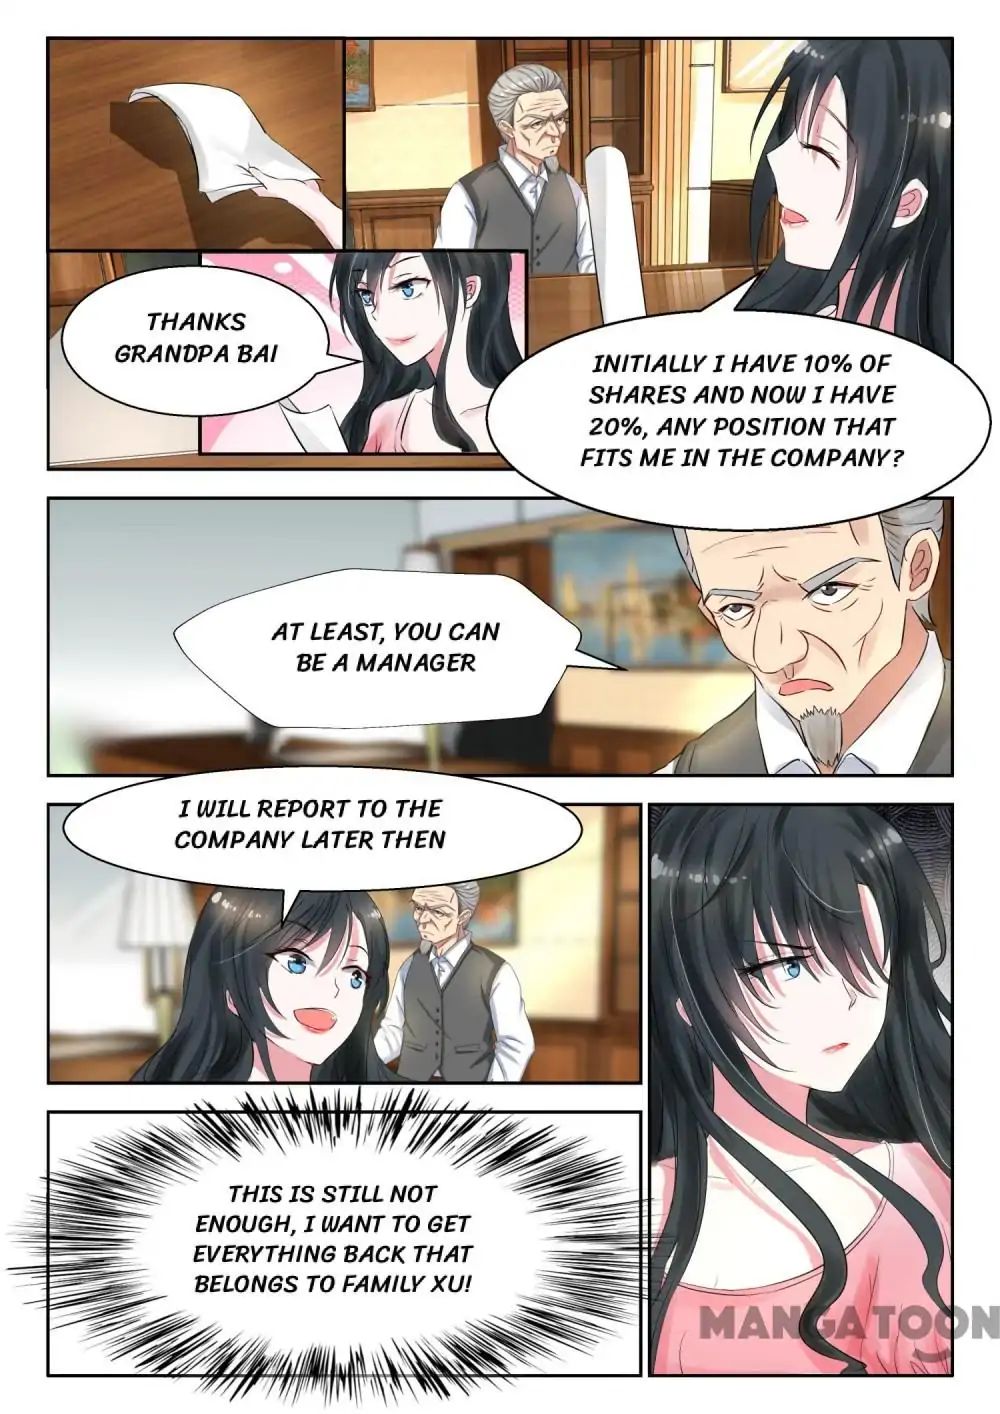 THANKS
GRANDPA BAI
INITIALLY I HAVE 10% OF
SHARES AND NOW I HAVE
20%, ANY POSITION THAT
FITS ME IN THE COMPANY?
AT LEAST, YOU CAN
BE A MANAGER
I WILL REPORT TO THE
COMPANY LATER THEN
THIS IS STILL NOT
ENOUGH, I WANT TO GET
EVERYTHING BACK THAT
BELONGS TO FAMILY XU!
MANGATOON